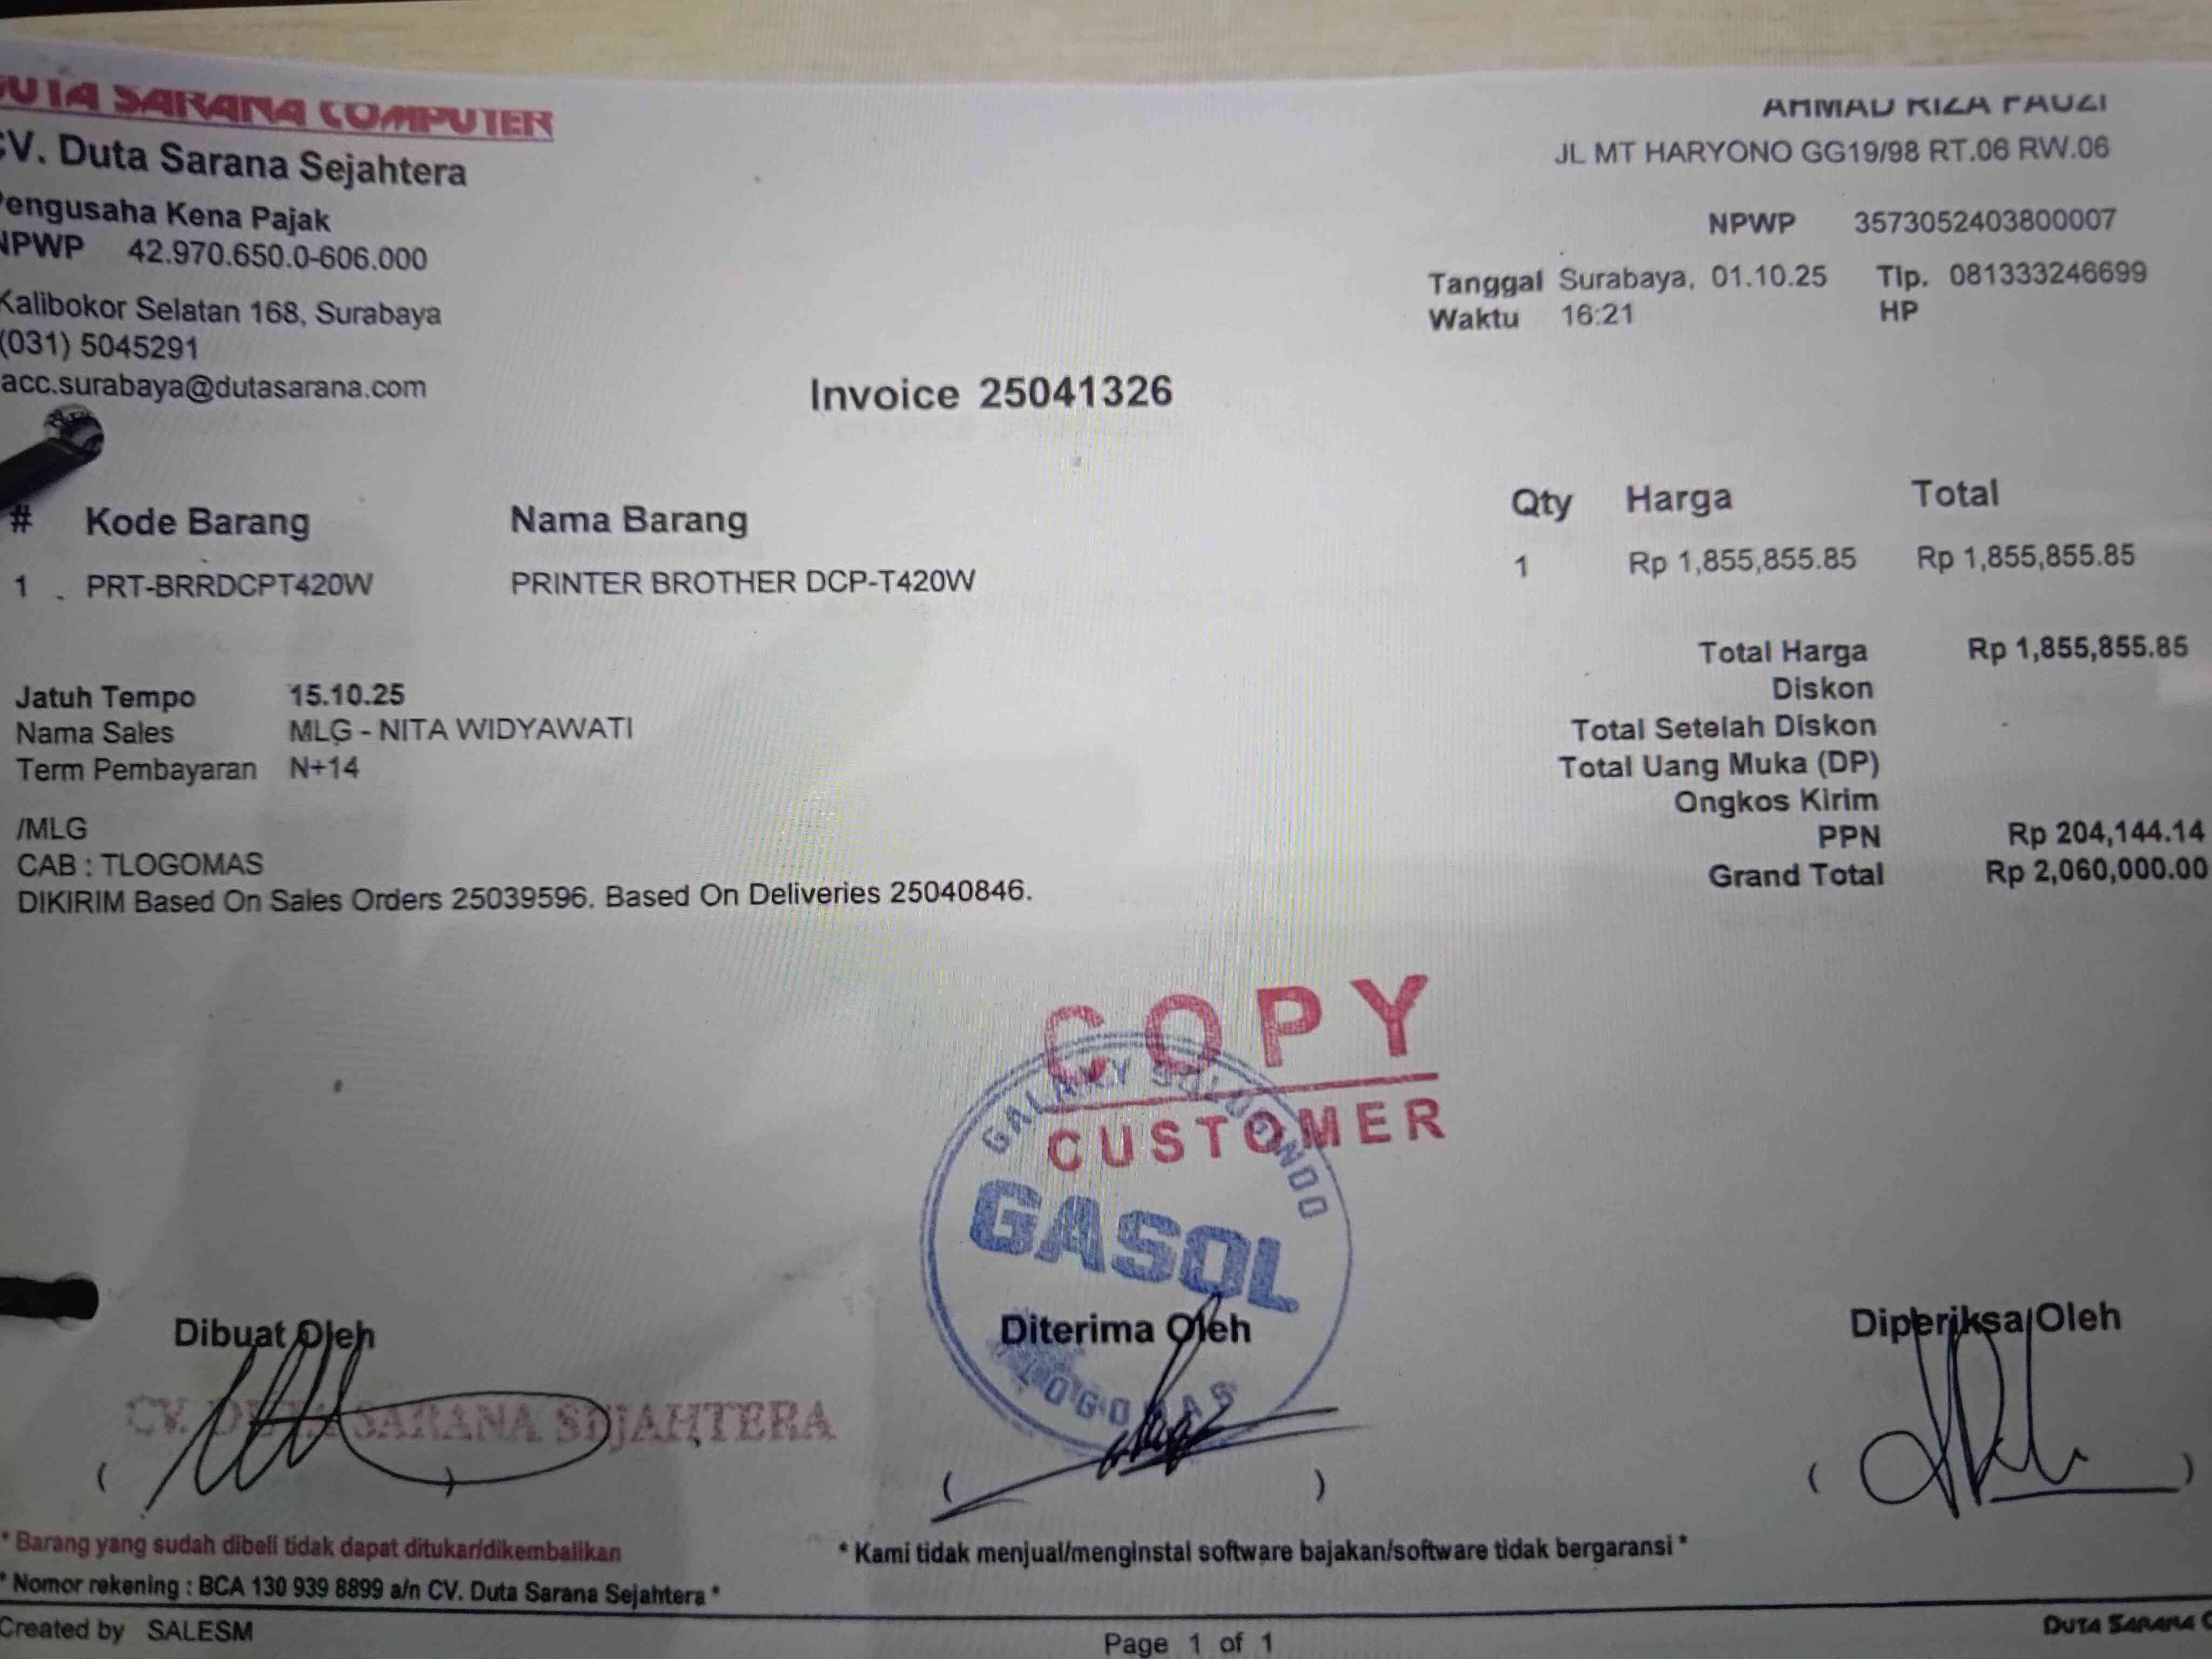 DUTA SARANA COMPUTER
CV. Duta Sarana Sejahtera
Pengusaha Kena Pajak
NPWP 42.970.650.0-606.000
Kalibokor Selatan 168, Surabaya
(031) 5045291
acc.surabaya@dutasarana.com
AHMAD RIZA FAUZI
JL MT HARYONO GG19/98 RT.06 RW.06
NPWP 3573052403800007
Tanggal Surabaya, 01.10.25 Tlp. 081333246699
Waktu 16:21 HP
Invoice 25041326
# Kode Barang Nama Barang Qty Harga Total
1 PRT-BRRDCPT420W PRINTER BROTHER DCP-T420W 1 Rp 1,855,855.85 Rp 1,855,855.85
Jatuh Tempo 15.10.25
Nama Sales MLG - NITA WIDYAWATI
Term Pembayaran N+14
/MLG
CAB : TLOGOMAS
DIKIRIM Based On Sales Orders 25039596. Based On Deliveries 25040846.
Total Harga Rp 1,855,855.85
Diskon
Total Setelah Diskon
Total Uang Muka (DP)
Ongkos Kirim
PPN Rp 204,144.14
Grand Total Rp 2,060,000.00
COPY
CUSTOMER
GALAXY SOLUSINDO
GASOL
TLOGOMAS
Dibuat Oleh Diterima Oleh Diperiksa Oleh
CV. DUTA SARANA SEJAHTERA
( ) ( ) ( )
* Barang yang sudah dibeli tidak dapat ditukar/dikembalikan
* Kami tidak menjual/menginstal software bajakan/software tidak bergaransi *
* Nomor rekening : BCA 130 939 8899 a/n CV. Duta Sarana Sejahtera *
Created by SALESM
Page 1 of 1
DUTA SARANA C